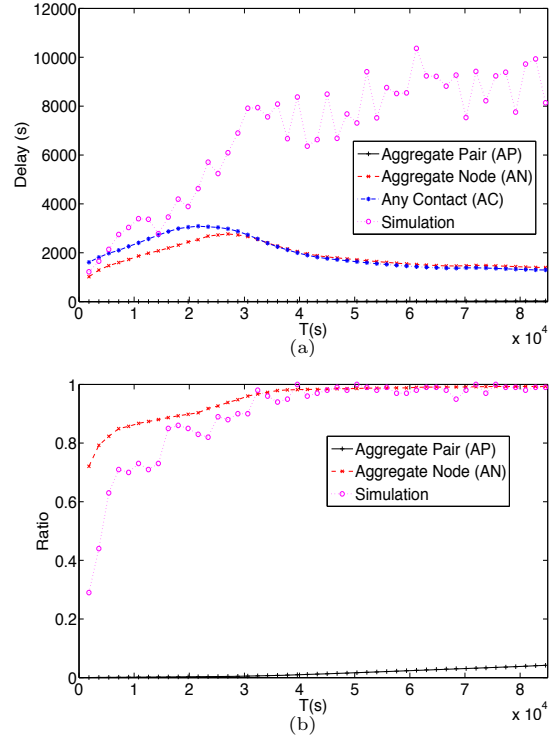 12000
10000
8000
6000
4000
2000
0
Delay (s)
Aggregate Pair (AP)
Aggregate Node (AN)
Any Contact (AC)
Simulation
0 1 2 3 4 5 6 7 8
T(s)
x 10^4
(a)
1
0.8
0.6
0.4
0.2
0
Ratio
Aggregate Pair (AP)
Aggregate Node (AN)
Simulation
0 1 2 3 4 5 6 7 8
T(s)
x 10^4
(b)